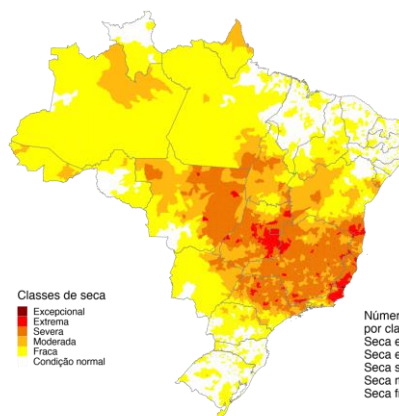 Classes de seca
Excepcional
Extrema
Severa
Moderada
Fraca
Condição normal
Númer
por cla
Seca e
Seca e
Seca s
Seca m
Seca f